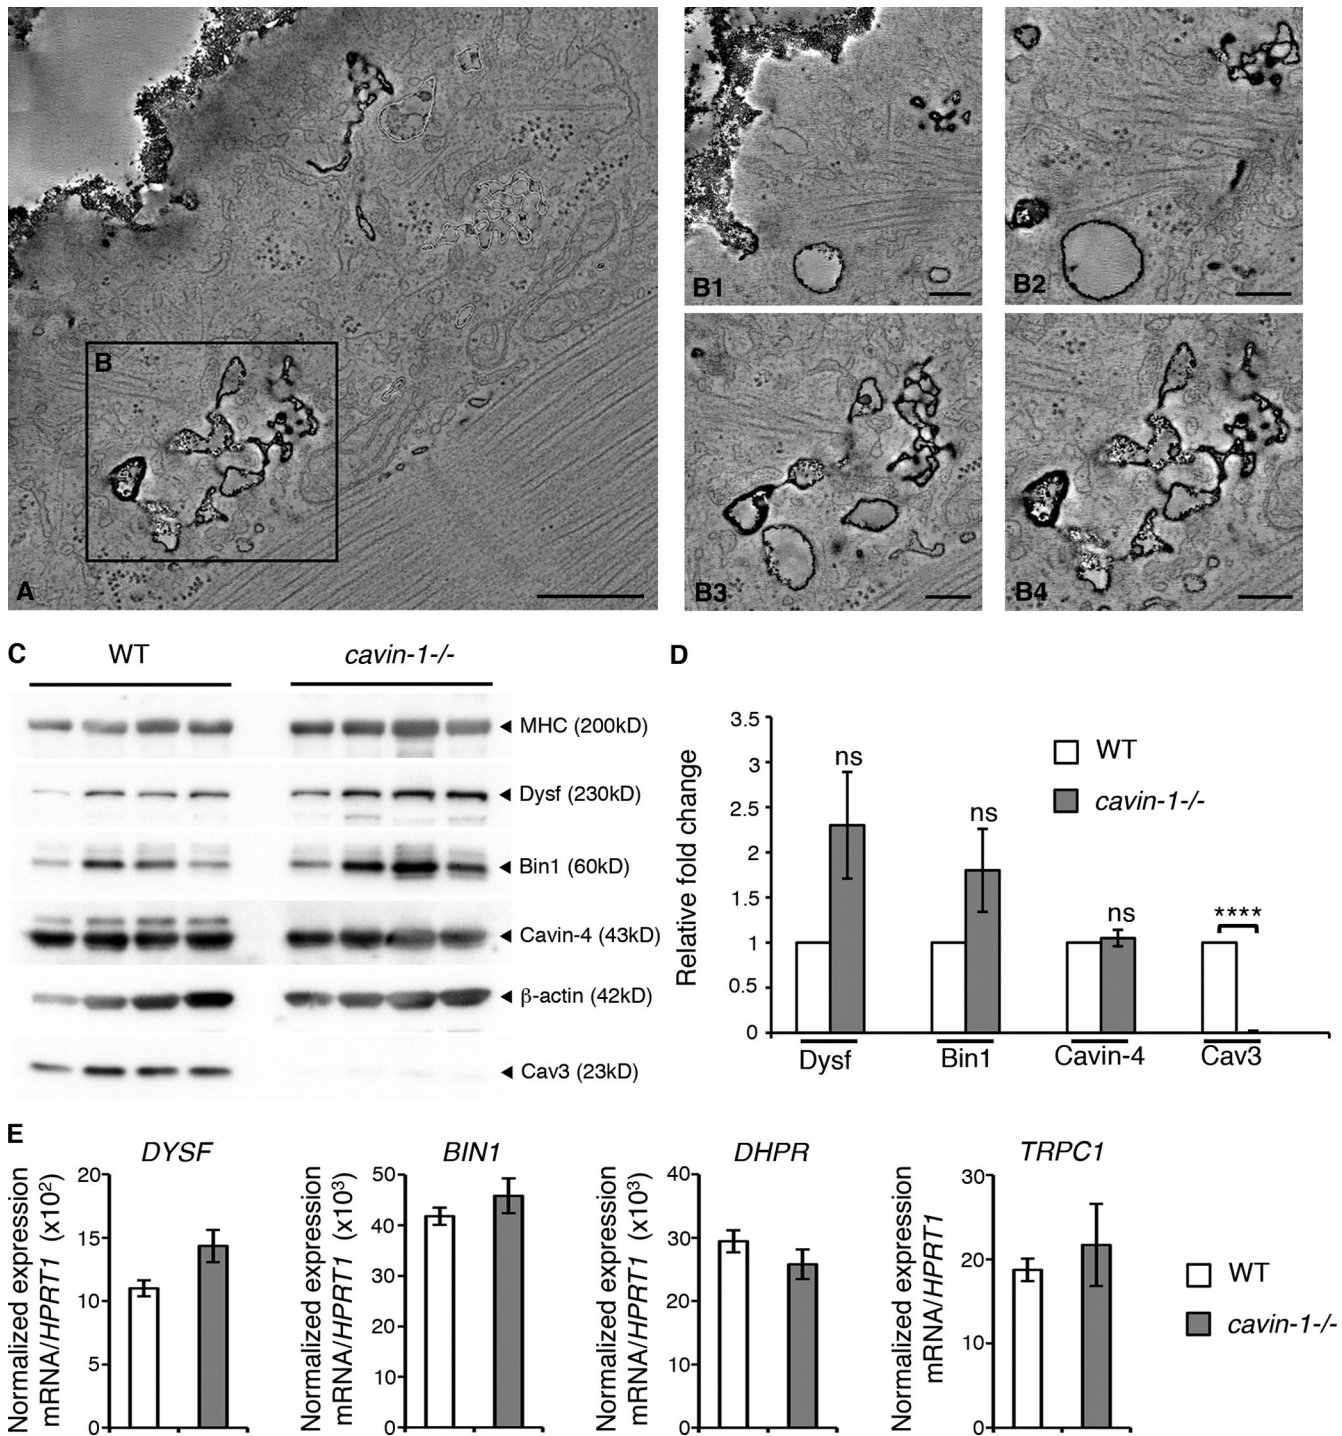 A
B
B1
B2
B3
B4
C
WT
cavin-1-/-
MHC (200kD)
Dysf (230kD)
Bin1 (60kD)
Cavin-4 (43kD)
β-actin (42kD)
Cav3 (23kD)
D
Relative fold change
3.5
3
2.5
2
1.5
1
0.5
0
ns
ns
ns
****
WT
cavin-1-/-
Dysf
Bin1
Cavin-4
Cav3
E
DYSF
Normalized expression
mRNA/HPRT1 (x10²)
20
15
10
5
0
BIN1
Normalized expression
mRNA/HPRT1 (x10³)
50
40
30
20
10
0
DHPR
Normalized expression
mRNA/HPRT1 (x10³)
40
30
20
10
0
TRPC1
Normalized expression
mRNA/HPRT1
30
20
10
0
WT
cavin-1-/-